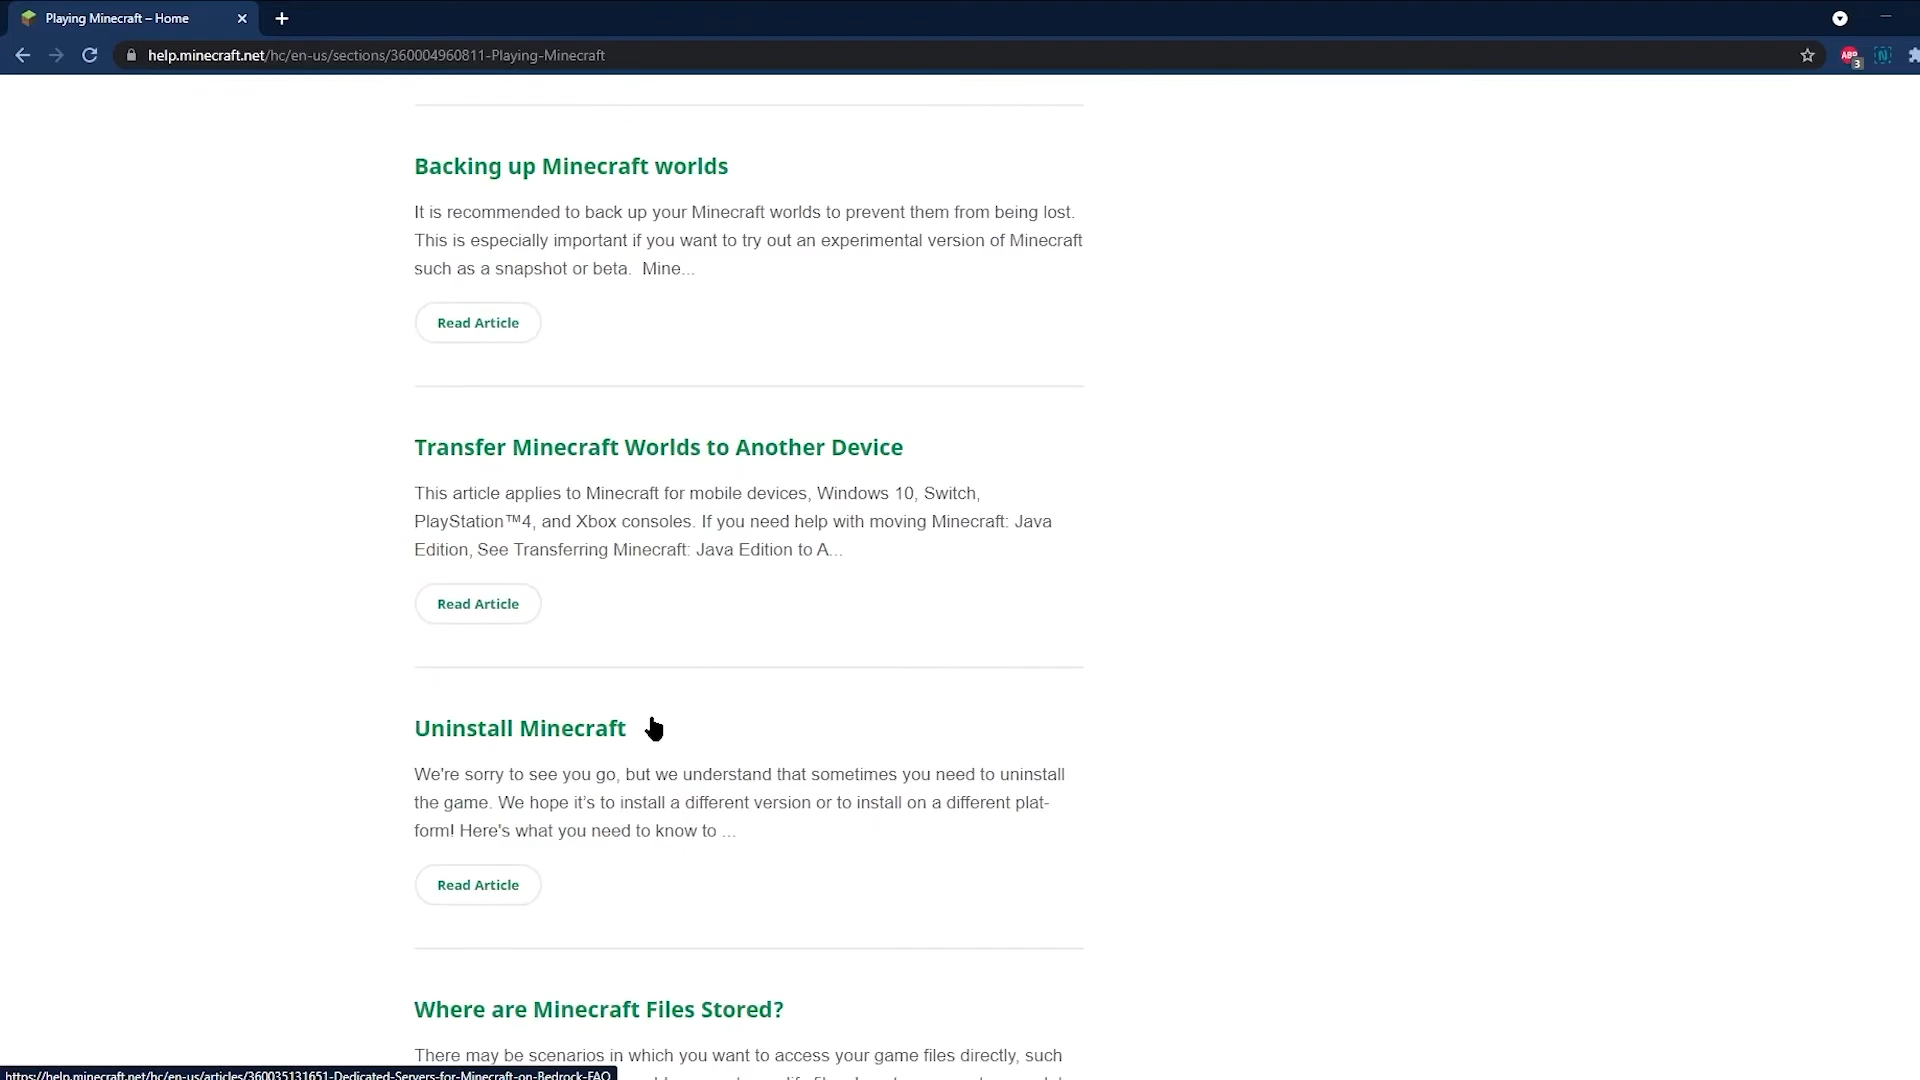 Playing Minecraft – Home
help.minecraft.net/hc/en-us/sections/360004960811-Playing-Minecraft
ABP
3
N
Backing up Minecraft worlds
It is recommended to back up your Minecraft worlds to prevent them from being lost.
This is especially important if you want to try out an experimental version of Minecraft
such as a snapshot or beta.  Mine...
Read Article
Transfer Minecraft Worlds to Another Device
This article applies to Minecraft for mobile devices, Windows 10, Switch,
PlayStation™4, and Xbox consoles. If you need help with moving Minecraft: Java
Edition, See Transferring Minecraft: Java Edition to A...
Read Article
Uninstall Minecraft
We're sorry to see you go, but we understand that sometimes you need to uninstall
the game. We hope it's to install a different version or to install on a different plat-
form! Here's what you need to know to ...
Read Article
Where are Minecraft Files Stored?
There may be scenarios in which you want to access your game files directly, such
https://help.minecraft.net/hc/en-us/articles/360035131651-Dedicated-Servers-for-Minecraft-on-Bedrock-FAQ